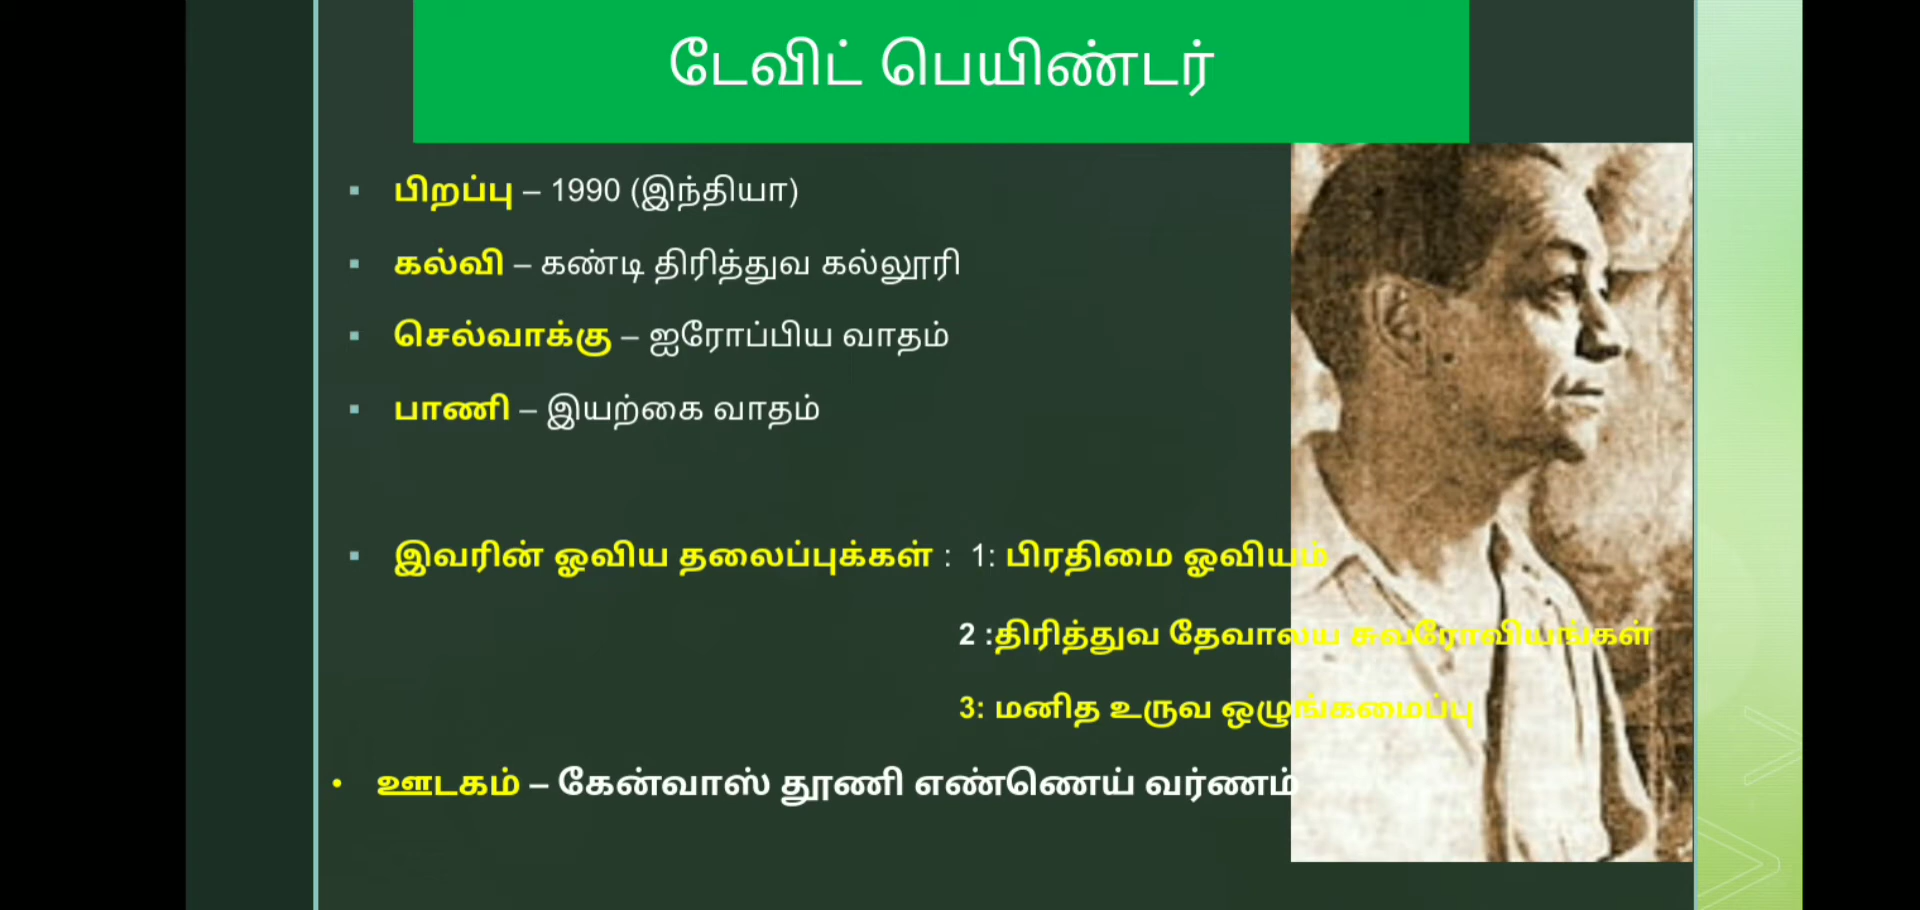 டேவிட் பெயிண்டர்
▪ பிறப்பு – 1990 (இந்தியா)
▪ கல்வி – கண்டி திரித்துவ கல்லூரி
▪ செல்வாக்கு – ஐரோப்பிய வாதம்
▪ பாணி – இயற்கை வாதம்
▪ இவரின் ஓவிய தலைப்புக்கள் : 1: பிரதிமை ஓவியம்
2 :திரித்துவ தேவாலய சுவரோவியங்கள்
3: மனித உருவ ஒழுங்கமைப்பு
• ஊடகம் – கேன்வாஸ் தூணி எண்ணெய் வர்ணம்